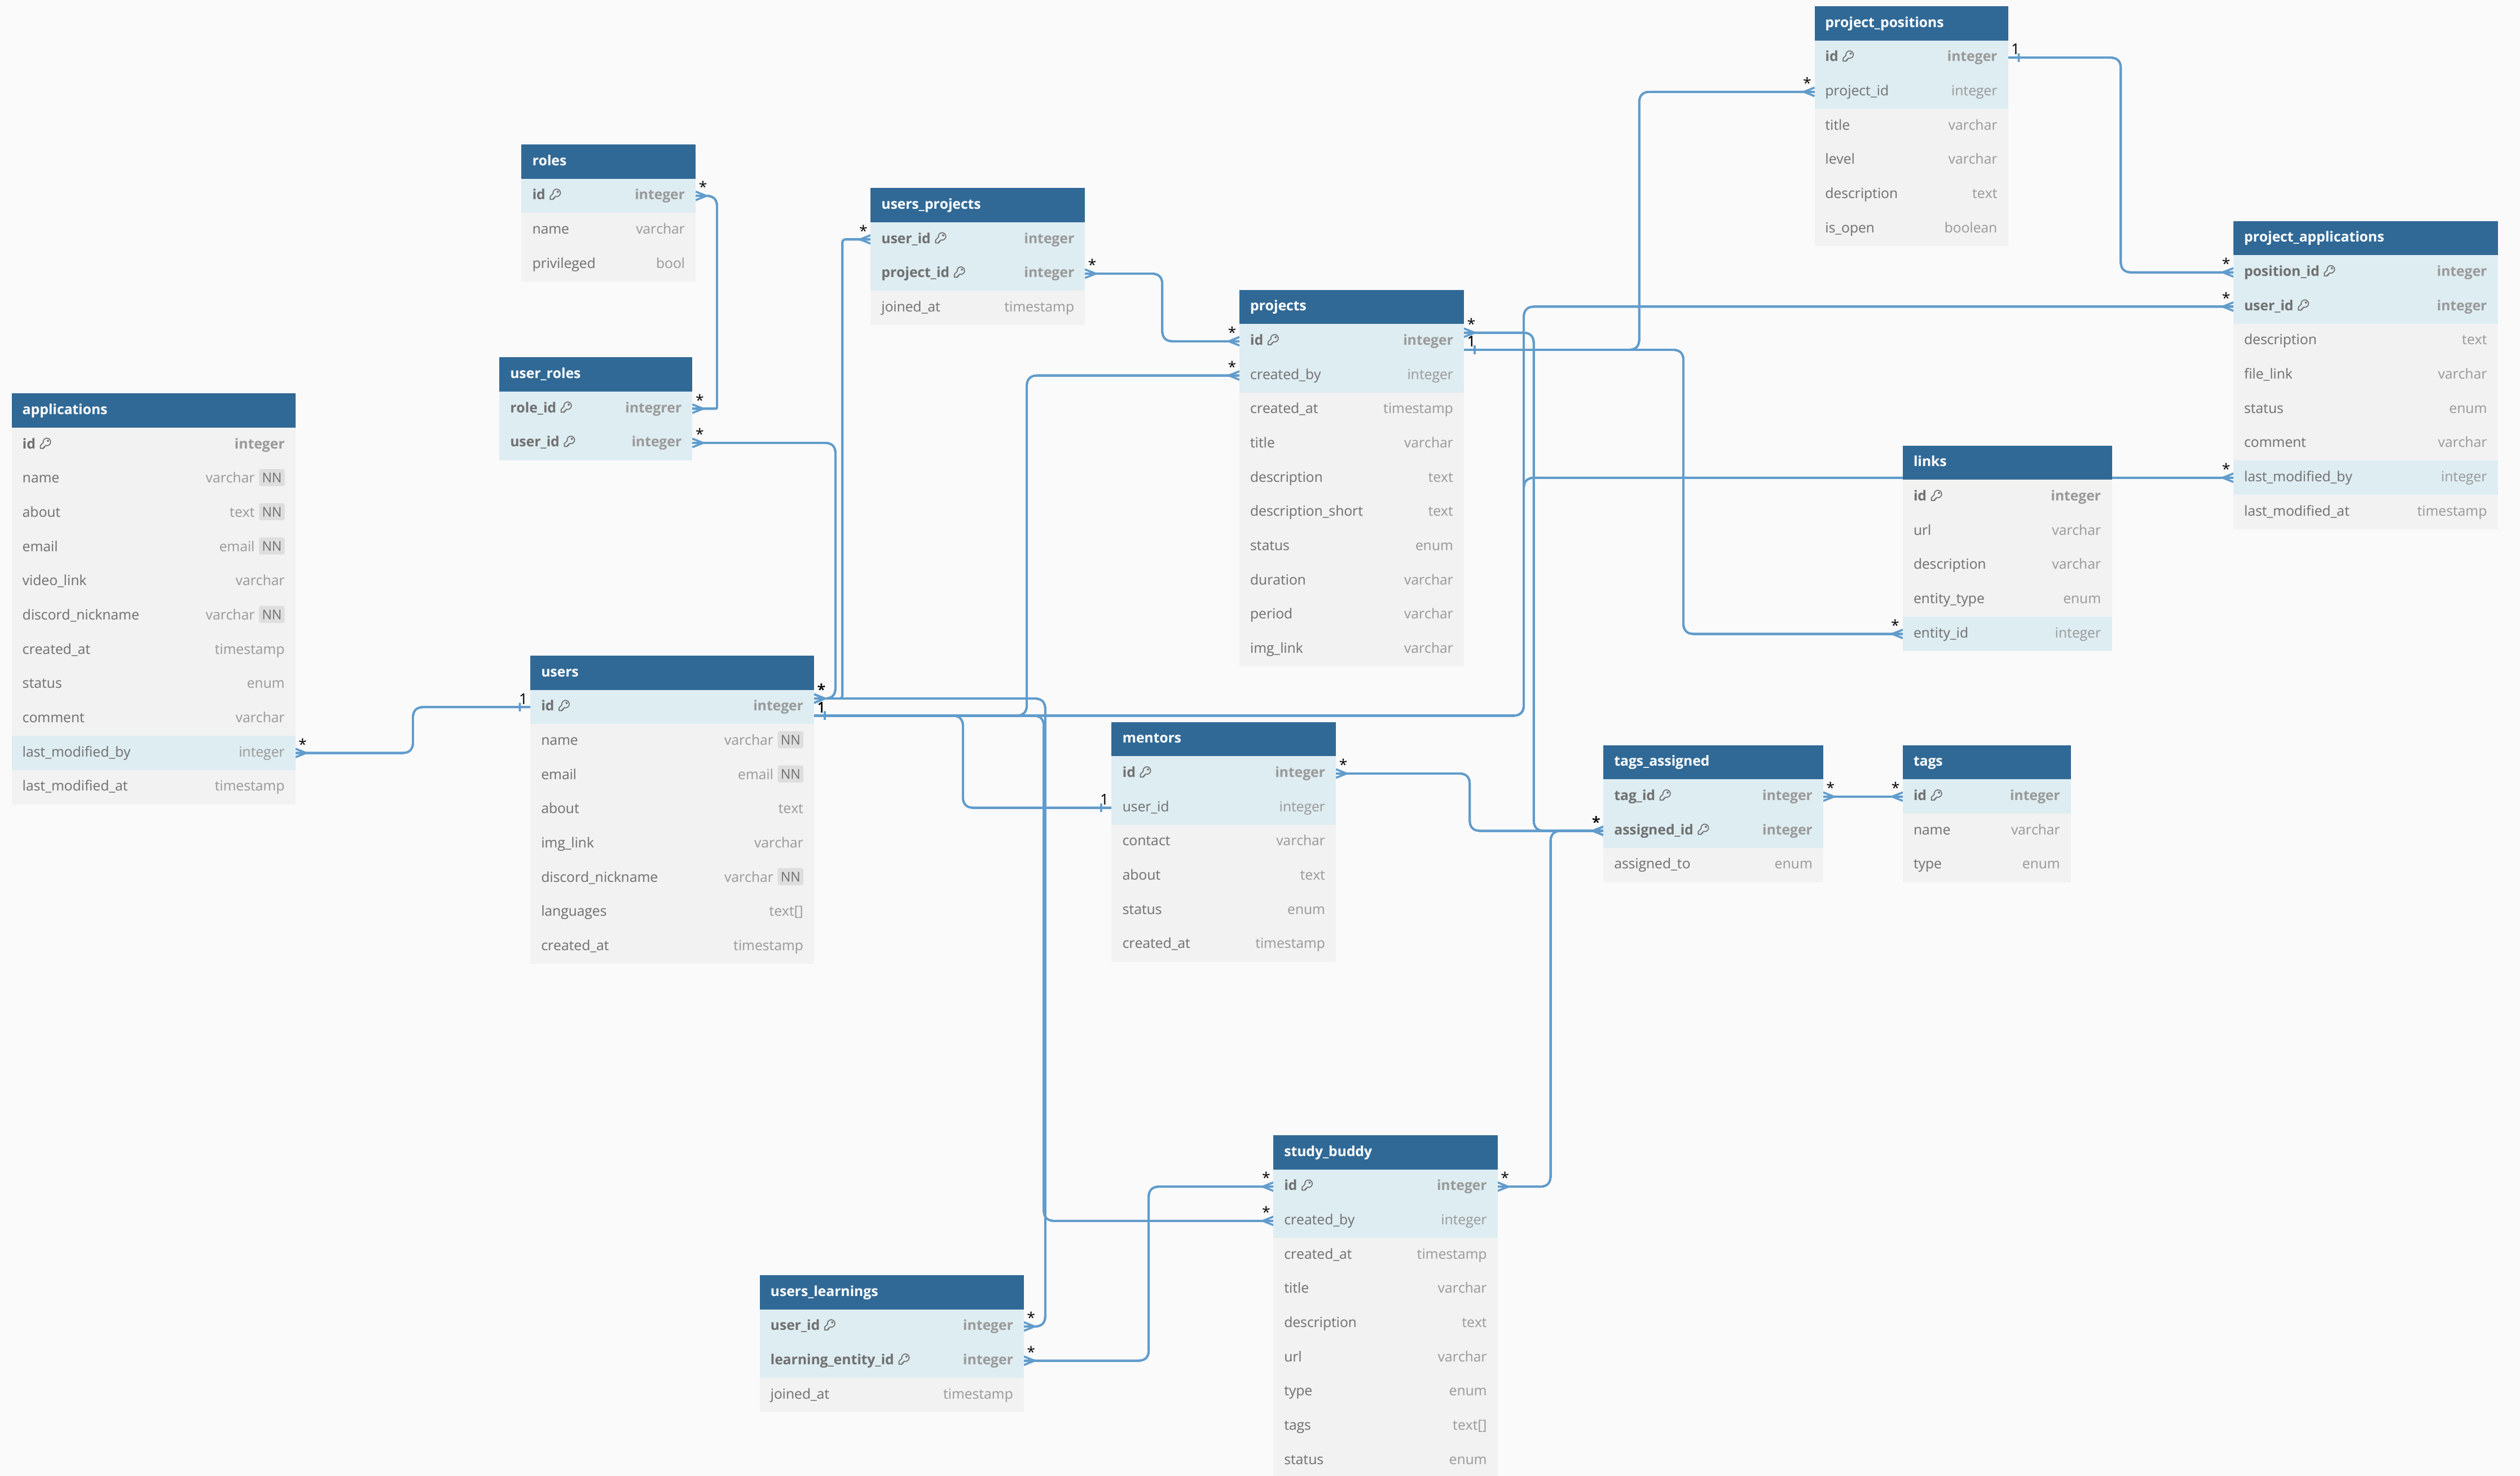 project_positions
id integer
project_id integer
title varchar
level varchar
description text
is_open boolean
1
*
roles
id integer
name varchar
privileged bool
*
users_projects
user_id integer
project_id integer
joined_at timestamp
*
*
project_applications
position_id integer
user_id integer
description text
file_link varchar
status enum
comment varchar
last_modified_by integer
last_modified_at timestamp
*
*
*
projects
id integer
created_by integer
created_at timestamp
title varchar
description text
description_short text
status enum
duration varchar
period varchar
img_link varchar
*
*
*
1
user_roles
role_id integrer
user_id integer
*
*
applications
id integer
name varchar NN
about text NN
email email NN
video_link varchar
discord_nickname varchar NN
created_at timestamp
status enum
comment varchar
last_modified_by integer
last_modified_at timestamp
*
links
id integer
url varchar
description varchar
entity_type enum
entity_id integer
*
users
id integer
name varchar NN
email email NN
about text
img_link varchar
discord_nickname varchar NN
languages text[]
created_at timestamp
1
*
1
mentors
id integer
user_id integer
contact varchar
about text
status enum
created_at timestamp
*
1
tags_assigned
tag_id integer
assigned_id integer
assigned_to enum
*
*
tags
id integer
name varchar
type enum
*
study_buddy
id integer
created_by integer
created_at timestamp
title varchar
description text
url varchar
type enum
tags text[]
status enum
*
*
*
users_learnings
user_id integer
learning_entity_id integer
joined_at timestamp
*
*